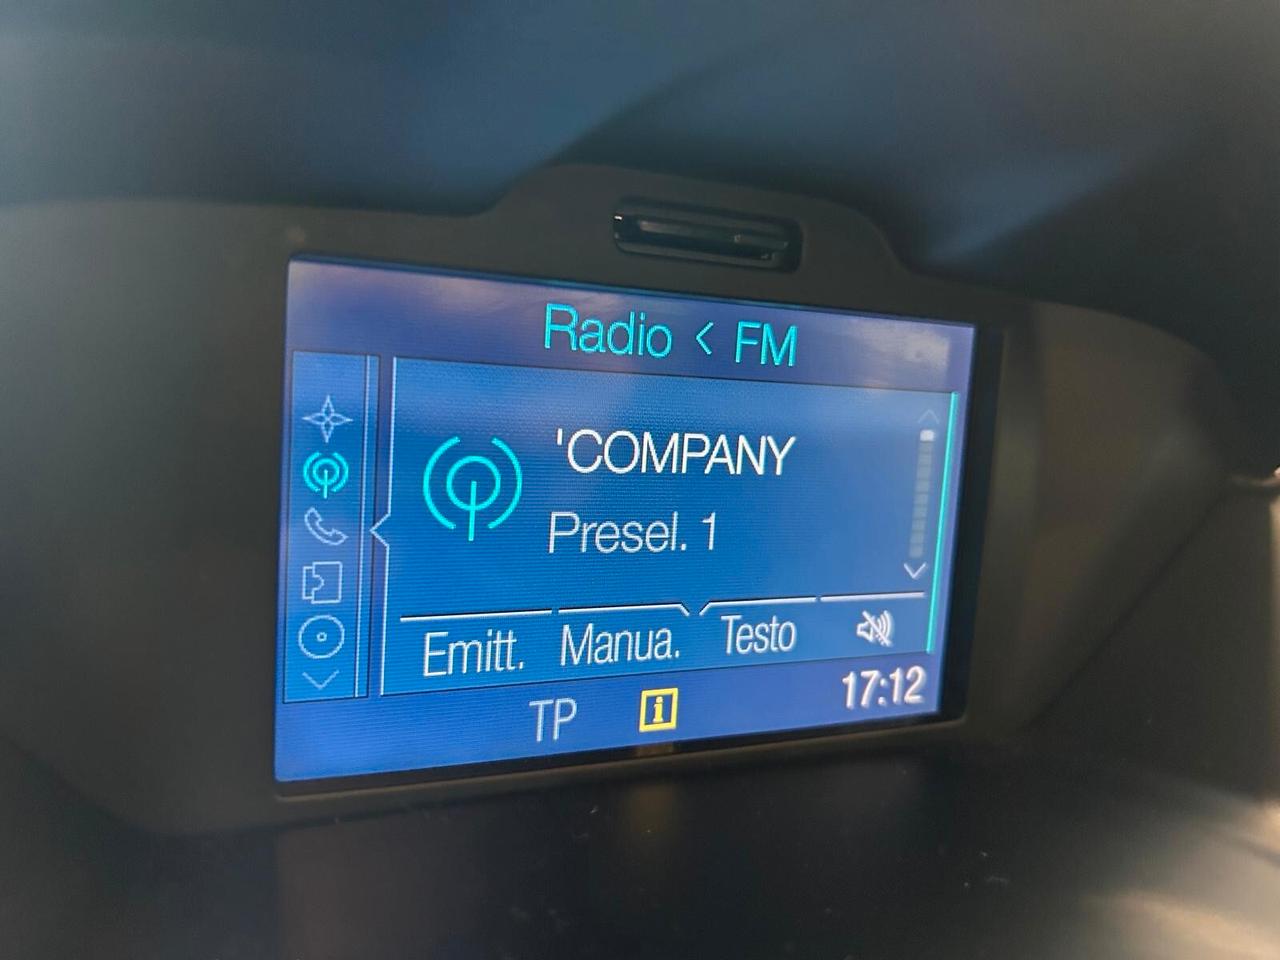 Radio < FM
'COMPANY
Presel. 1
Emitt. Manua. Testo
TP i 17:12